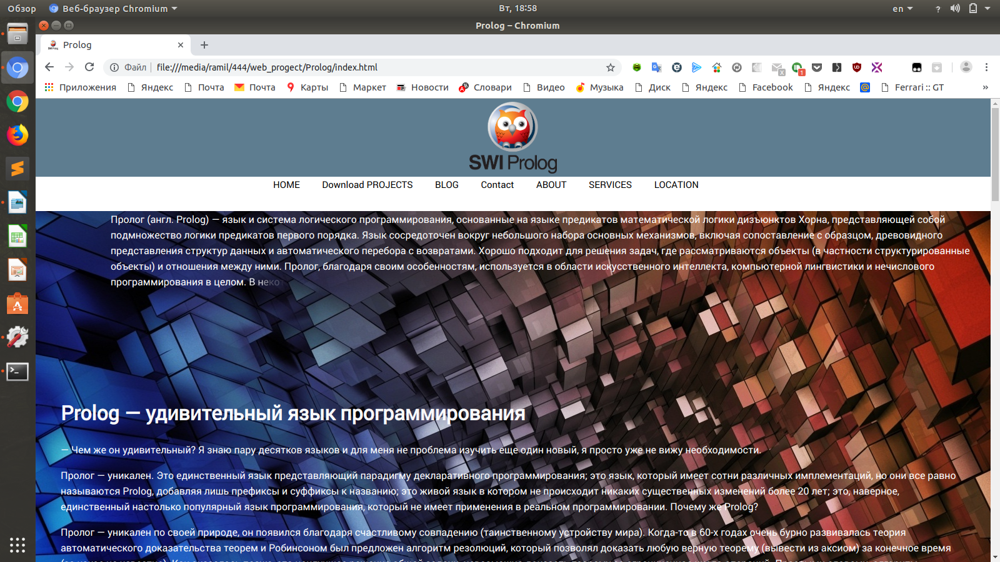 Обзор Веб-браузер Chromium Вт, 18:58 en ?
Prolog – Chromium
Prolog
Файл file:///media/ramil/444/web_progect/Prolog/index.html
Приложения Яндекс Почта Почта Карты Маркет Новости Словари Видео Музыка Диск Яндекс Facebook Яндекс Ferrari :: GT »
SWI Prolog
HOME Download PROJECTS BLOG Contact ABOUT SERVICES LOCATION
Пролог (англ. Prolog) — язык и система логического программирования, основанные на языке предикатов математической логики дизъюнктов Хорна, представляющей собой
подмножество логики предикатов первого порядка. Язык сосредоточен вокруг небольшого набора основных механизмов, включая сопоставление с образцом, древовидного
представления структур данных и автоматического перебора с возвратами. Хорошо подходит для решения задач, где рассматриваются объекты (в частности структурированные
объекты) и отношения между ними. Пролог, благодаря своим особенностям, используется в области искусственного интеллекта, компьютерной лингвистики и нечислового
программирования в целом. В неко
Prolog — удивительный язык программирования
— Чем же он удивительный? Я знаю пару десятков языков и для меня не проблема изучить еще один новый, я просто уже не вижу необходимости.
Пролог — уникален. Это единственный язык представляющий парадигму декларативного программирования; это язык, который имеет сотни различных имплементаций, но они все равно
называются Prolog, добавляя лишь префиксы и суффиксы к названию; это живой язык в котором не происходит никаких существенных изменений более 20 лет; это, наверное,
единственный настолько популярный язык программирования, который не имеет применения в реальном программировании. Почему же Prolog?
Пролог — уникален по своей природе, он появился благодаря счастливому совпадению (таинственному устройству мира). Когда-то в 60-х годах очень бурно развивалась теория
автоматического доказательства теорем и Робинсоном был предложен алгоритм резолюций, который позволял доказать любую верную теорему (вывести из аксиом) за конечное время